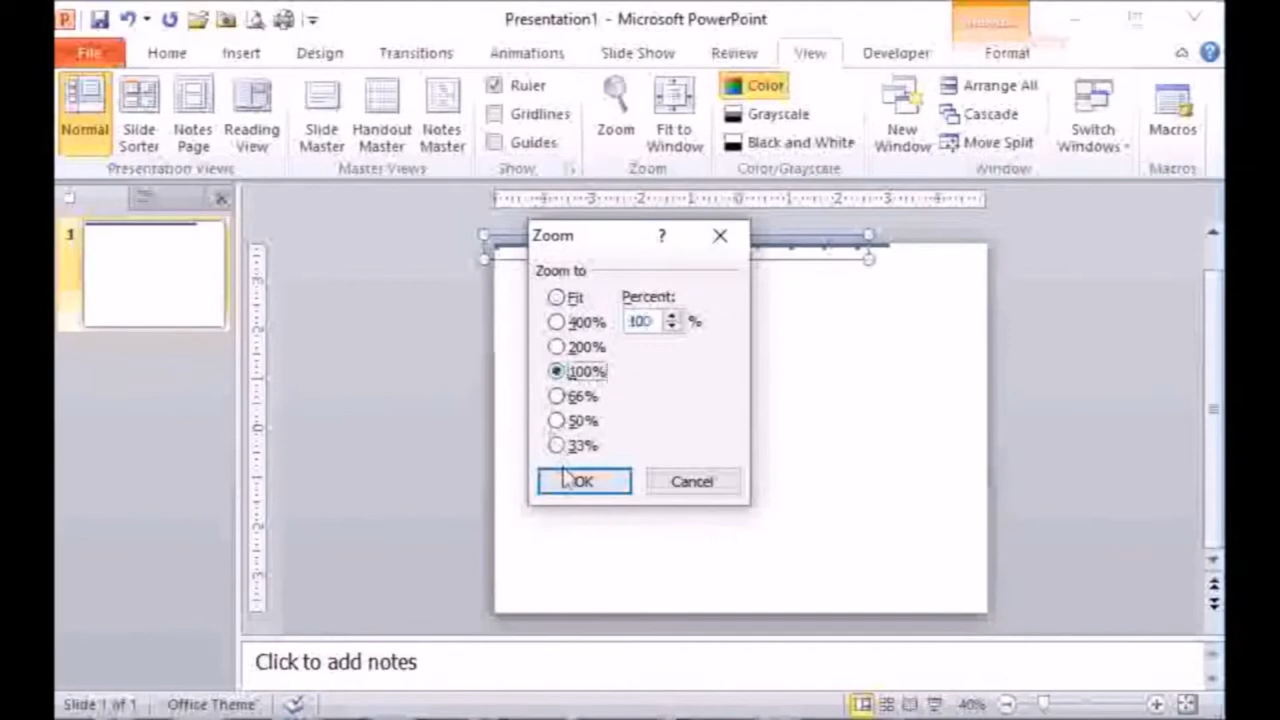 Presentation1 - Microsoft PowerPoint
File Home Insert Design Transitions Animations Slide Show Review View Developer Format
Normal Slide Sorter Notes Page Reading View Slide Master Handout Master Notes Master
Ruler Gridlines Guides
Zoom Fit to Window
Color Grayscale Black and White
New Window Arrange All Cascade Move Split Switch Windows Macros
Presentation Views Master Views Show Zoom Color/Grayscale Window Macros
1
Zoom ?
Zoom to
Fit Percent:
400% 100 %
200%
100%
66%
50%
33%
OK Cancel
Click to add notes
Slide 1 of 1 Office Theme 40%